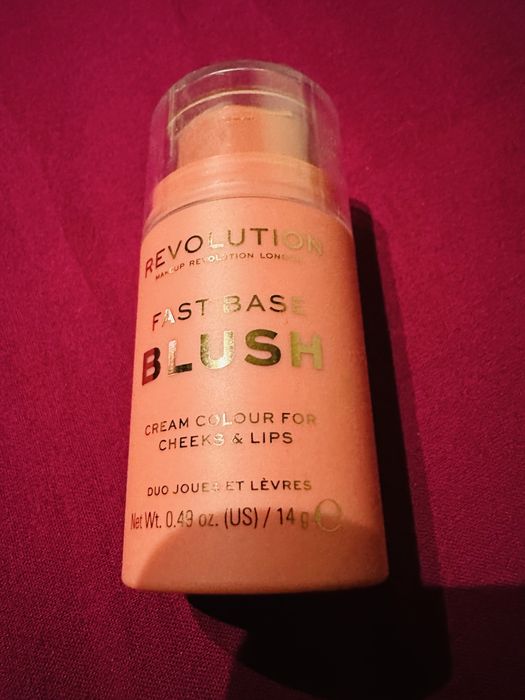 REVOLUTION
MAKEUP REVOLUTION LONDON
FAST BASE
BLUSH
CREAM COLOUR FOR
CHEEKS & LIPS
DUO JOUES ET LÈVRES
Net Wt. 0.49 oz. (US) / 14 g ℮